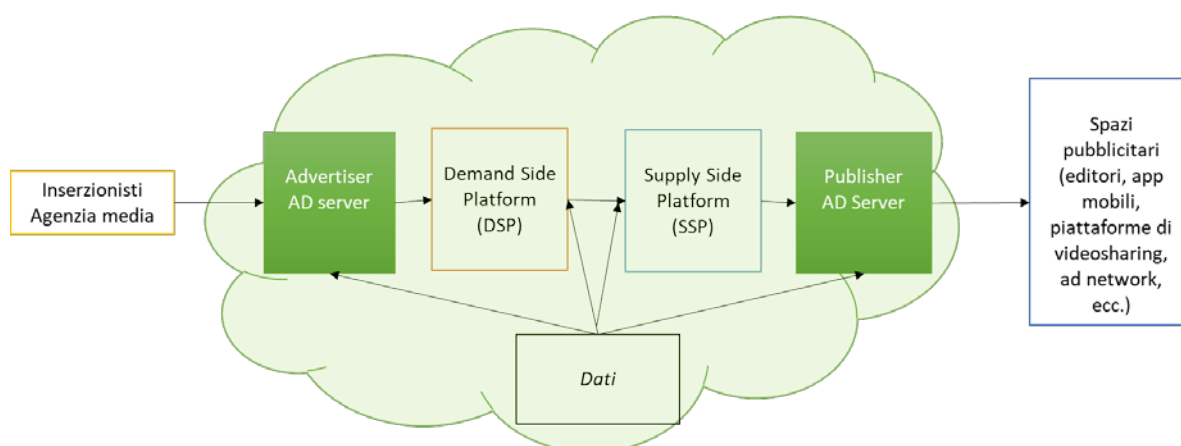 Inserzionisti
Agenzia media
Advertiser
AD server
Demand Side
Platform
(DSP)
Supply Side
Platform
(SSP)
Publisher
AD Server
Spazi
pubblicitari
(editori, app
mobili,
piattaforme di
videosharing,
ad network,
ecc.)
Dati